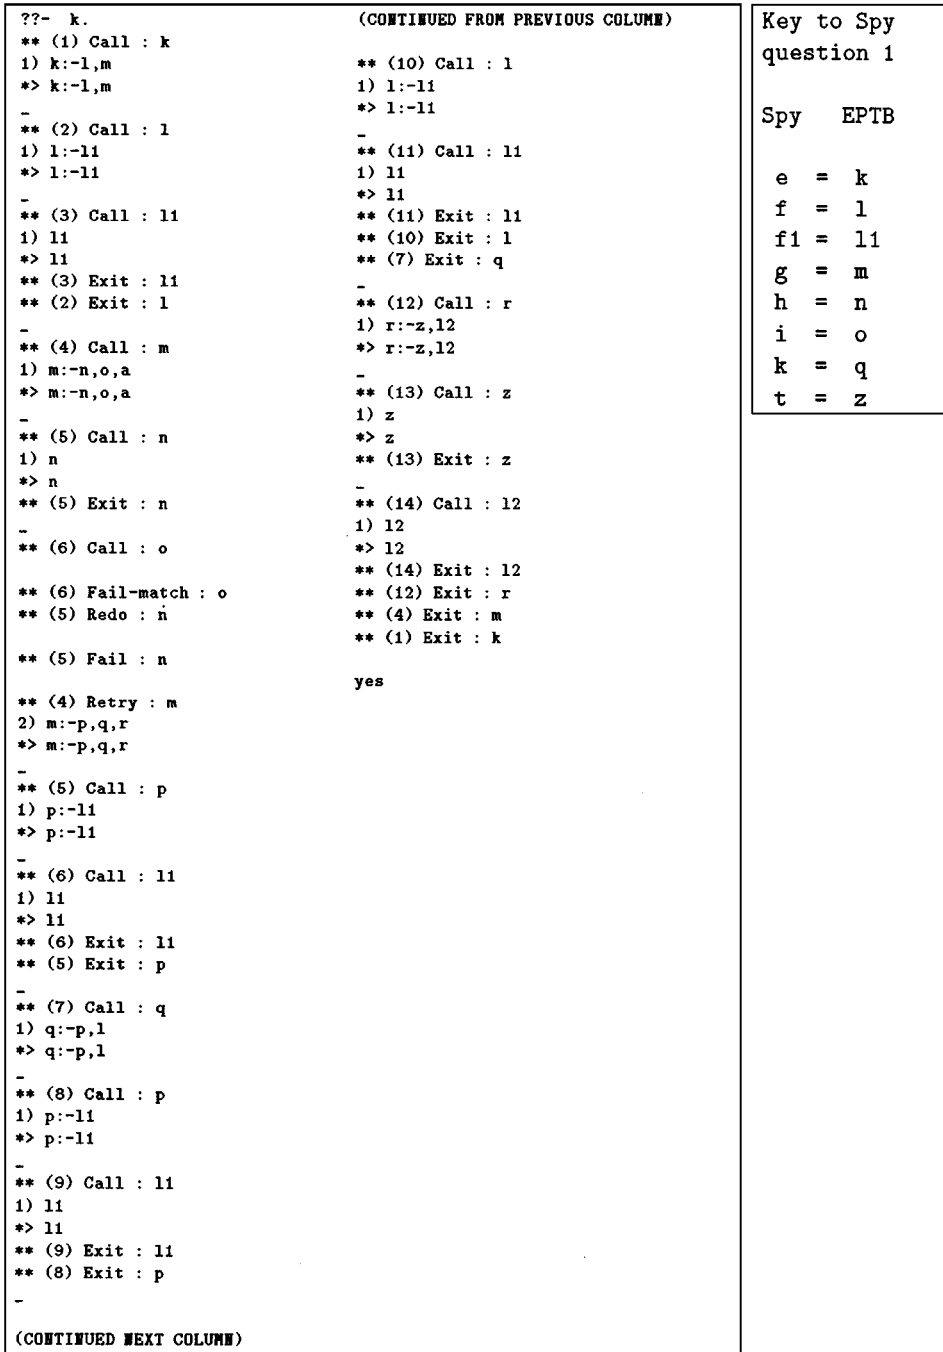 ??-  k.
** (1) Call : k
1) k:-l,m
*> k:-l,m
_
** (2) Call : l
1) l:-l1
*> l:-l1
_
** (3) Call : l1
1) l1
*> l1
** (3) Exit : l1
** (2) Exit : l
_
** (4) Call : m
1) m:-n,o,a
*> m:-n,o,a
_
** (5) Call : n
1) n
*> n
** (5) Exit : n
_
** (6) Call : o
** (6) Fail-match : o
** (5) Redo : n
** (5) Fail : n
** (4) Retry : m
2) m:-p,q,r
*> m:-p,q,r
_
** (5) Call : p
1) p:-l1
*> p:-l1
_
** (6) Call : l1
1) l1
*> l1
** (6) Exit : l1
** (5) Exit : p
_
** (7) Call : q
1) q:-p,l
*> q:-p,l
_
** (8) Call : p
1) p:-l1
*> p:-l1
_
** (9) Call : l1
1) l1
*> l1
** (9) Exit : l1
** (8) Exit : p
_
(CONTINUED NEXT COLUMN)
(CONTINUED FROM PREVIOUS COLUMN)
** (10) Call : l
1) l:-l1
*> l:-l1
_
** (11) Call : l1
1) l1
*> l1
** (11) Exit : l1
** (10) Exit : l
** (7) Exit : q
_
** (12) Call : r
1) r:-z,l2
*> r:-z,l2
_
** (13) Call : z
1) z
*> z
** (13) Exit : z
_
** (14) Call : l2
1) l2
*> l2
** (14) Exit : l2
** (12) Exit : r
** (4) Exit : m
** (1) Exit : k
yes
Key to Spy
question 1
Spy EPTB
e = k
f = l
f1 = l1
g = m
h = n
i = o
k = q
t = z